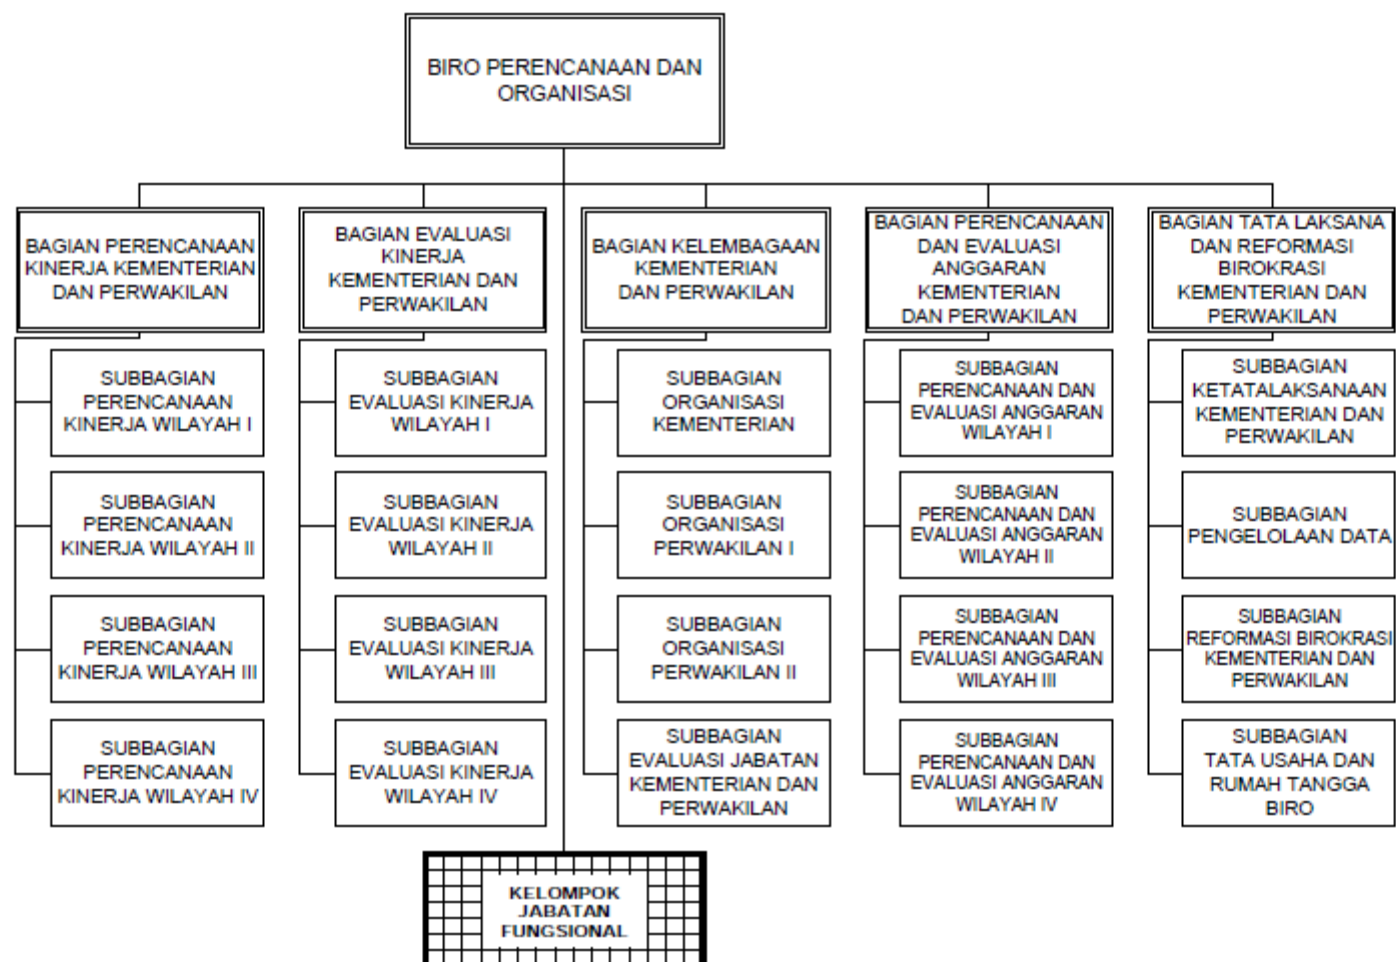 BIRO PERENCANAAN DAN
ORGANISASI
BAGIAN PERENCANAAN
KINERJA KEMENTERIAN
DAN PERWAKILAN
BAGIAN EVALUASI
KINERJA
KEMENTERIAN DAN
PERWAKILAN
BAGIAN KELEMBAGAAN
KEMENTERIAN
DAN PERWAKILAN
BAGIAN PERENCANAAN
DAN EVALUASI
ANGGARAN
KEMENTERIAN
DAN PERWAKILAN
BAGIAN TATA LAKSANA
DAN REFORMASI
BIROKRASI
KEMENTERIAN DAN
PERWAKILAN
SUBBAGIAN
PERENCANAAN
KINERJA WILAYAH I
SUBBAGIAN
EVALUASI KINERJA
WILAYAH I
SUBBAGIAN
ORGANISASI
KEMENTERIAN
SUBBAGIAN
PERENCANAAN DAN
EVALUASI ANGGARAN
WILAYAH I
SUBBAGIAN
KETATALAKSANAAN
KEMENTERIAN DAN
PERWAKILAN
SUBBAGIAN
PERENCANAAN
KINERJA WILAYAH II
SUBBAGIAN
EVALUASI KINERJA
WILAYAH II
SUBBAGIAN
ORGANISASI
PERWAKILAN I
SUBBAGIAN
PERENCANAAN DAN
EVALUASI ANGGARAN
WILAYAH II
SUBBAGIAN
PENGELOLAAN DATA
SUBBAGIAN
PERENCANAAN
KINERJA WILAYAH III
SUBBAGIAN
EVALUASI KINERJA
WILAYAH III
SUBBAGIAN
ORGANISASI
PERWAKILAN II
SUBBAGIAN
PERENCANAAN DAN
EVALUASI ANGGARAN
WILAYAH III
SUBBAGIAN
REFORMASI BIROKRASI
KEMENTERIAN DAN
PERWAKILAN
SUBBAGIAN
PERENCANAAN
KINERJA WILAYAH IV
SUBBAGIAN
EVALUASI KINERJA
WILAYAH IV
SUBBAGIAN
EVALUASI JABATAN
KEMENTERIAN DAN
PERWAKILAN
SUBBAGIAN
PERENCANAAN DAN
EVALUASI ANGGARAN
WILAYAH IV
SUBBAGIAN
TATA USAHA DAN
RUMAH TANGGA
BIRO
KELOMPOK
JABATAN
FUNGSIONAL